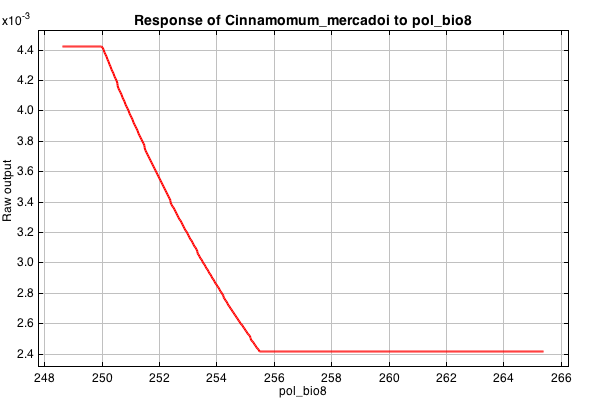 Response of Cinnamomum_mercadoi to pol_bio8
x10-3
4.4
4.2
4.0
3.8
3.6
3.4
3.2
3.0
2.8
2.6
2.4
Raw output
248 250 252 254 256 258 260 262 264 266
pol_bio8